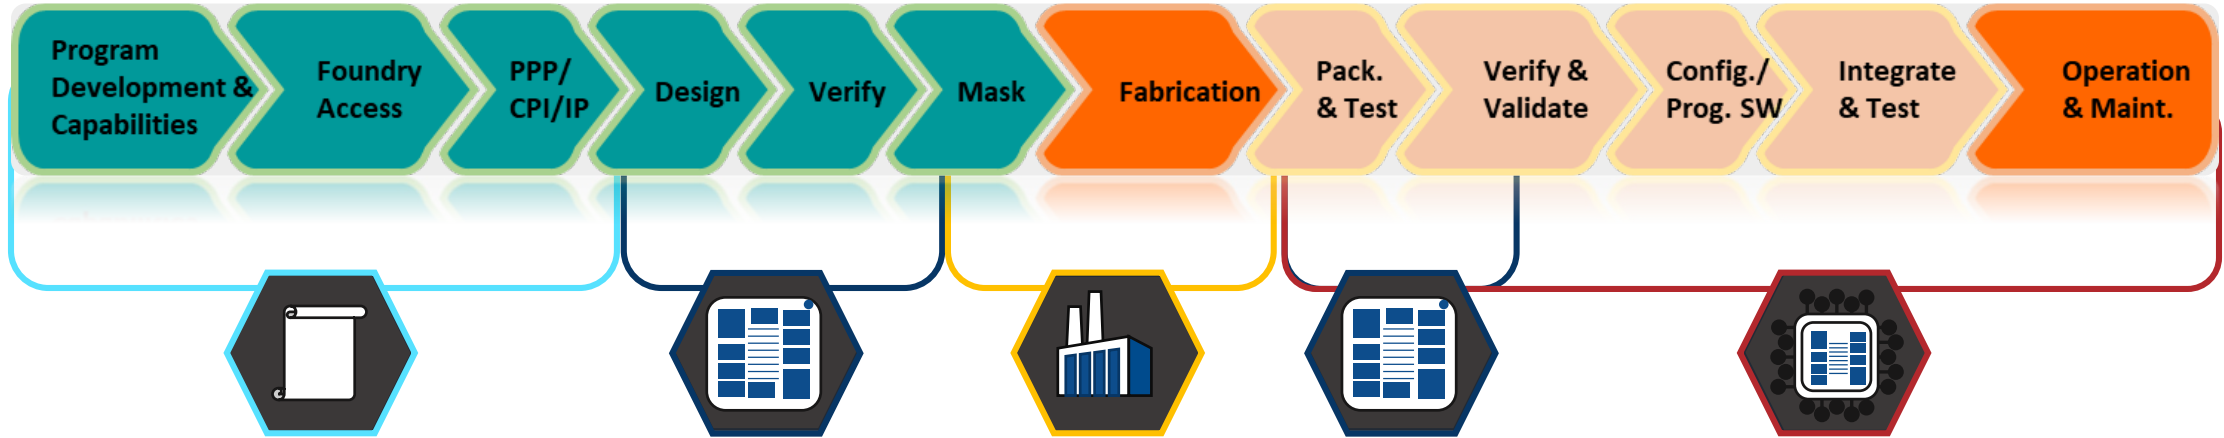 Program
Development &
Capabilities
Foundry
Access
PPP/
CPI/IP
Design
Verify
Mask
Fabrication
Pack.
& Test
Verify &
Validate
Config./
Prog. SW
Integrate
& Test
Operation
& Maint.